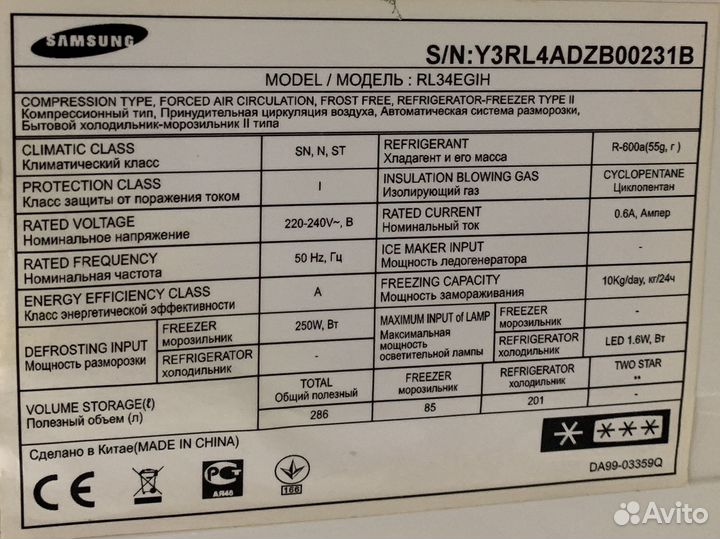 SAMSUNG
S/N:Y3RL4ADZB00231B
MODEL / МОДЕЛЬ : RL34EGIH
COMPRESSION TYPE, FORCED AIR CIRCULATION, FROST FREE, REFRIGERATOR-FREEZER TYPE II
Компрессионный тип, Принудительная циркуляция воздуха, Автоматическая система разморозки,
Бытовой холодильник-морозильник II типа
CLIMATIC CLASS
Климатический класс
SN, N, ST
REFRIGERANT
Хладагент и его масса
R-600a(55g, г )
PROTECTION CLASS
Класс защиты от поражения током
I
INSULATION BLOWING GAS
Изолирующий газ
CYCLOPENTANE
Циклопентан
RATED VOLTAGE
Номинальное напряжение
220-240V~, В
RATED CURRENT
Номинальный ток
0.6A, Ампер
RATED FREQUENCY
Номинальная частота
50 Hz, Гц
ICE MAKER INPUT
Мощность ледогенератора
-
ENERGY EFFICIENCY CLASS
Класс энергетической эффективности
A
FREEZING CAPACITY
Мощность замораживания
10Kg/day, кг/24ч
DEFROSTING INPUT
Мощность разморозки
FREEZER
морозильник
250W, Вт
REFRIGERATOR
холодильник
-
MAXIMUM INPUT of LAMP
Максимальная
мощность
осветительной лампы
FREEZER
морозильник
-
REFRIGERATOR
холодильник
LED 1.6W, Вт
VOLUME STORAGE(ℓ)
Полезный объем (л)
TOTAL
Общий полезный
FREEZER
морозильник
REFRIGERATOR
холодильник
TWO STAR
**
286
85
201
-
Сделано в Китае(MADE IN CHINA)
* ***
CE
РСТ
АЯ46
166
DA99-03359Q
Avito